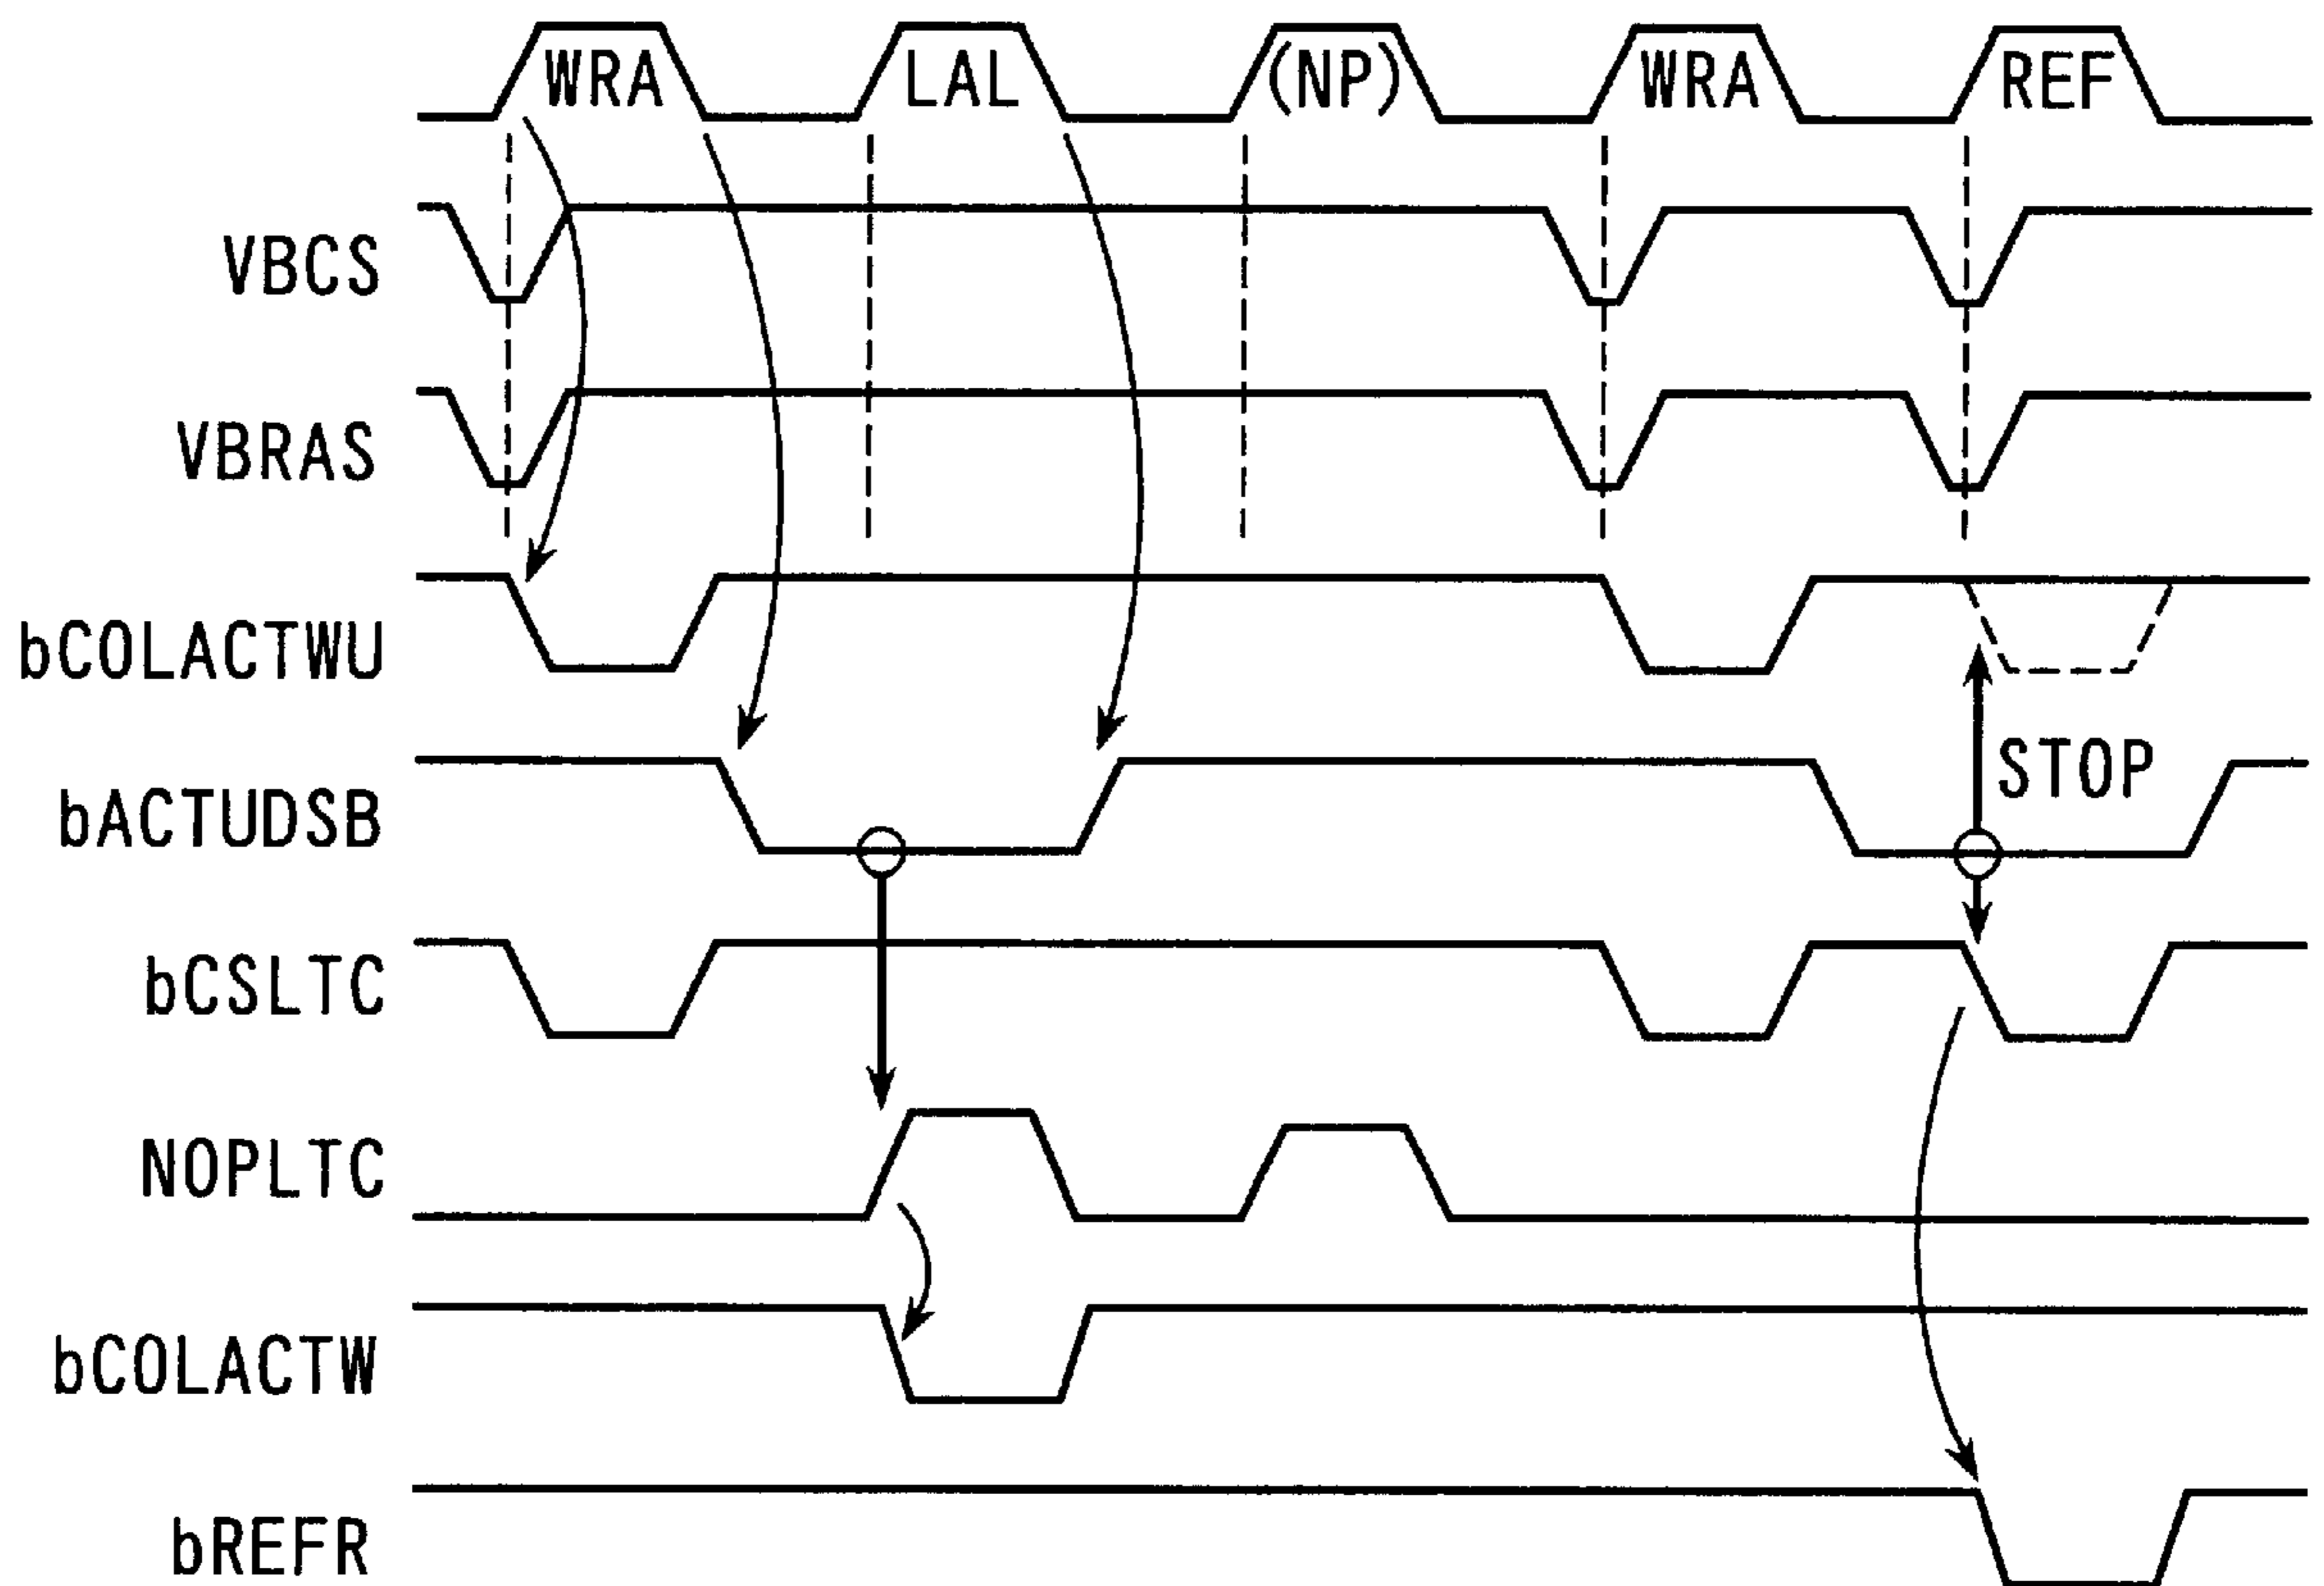 WRA LAL (NP) WRA REF
VBCS
VBRAS
bCOLACTWU
STOP
bACTUDSB
bCSLTC
NOPLTC
bCOLACTW
bREFR